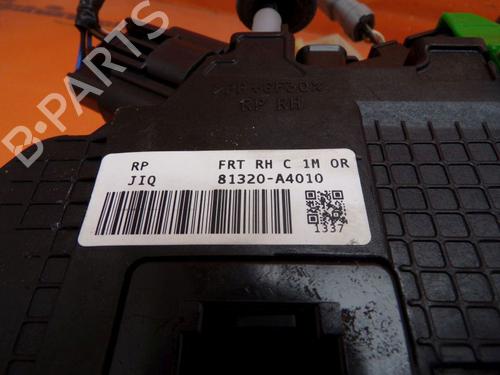 RP RH
RP FRT RH C 1M OR
JIQ 81320-A4010
1337
B-PARTS